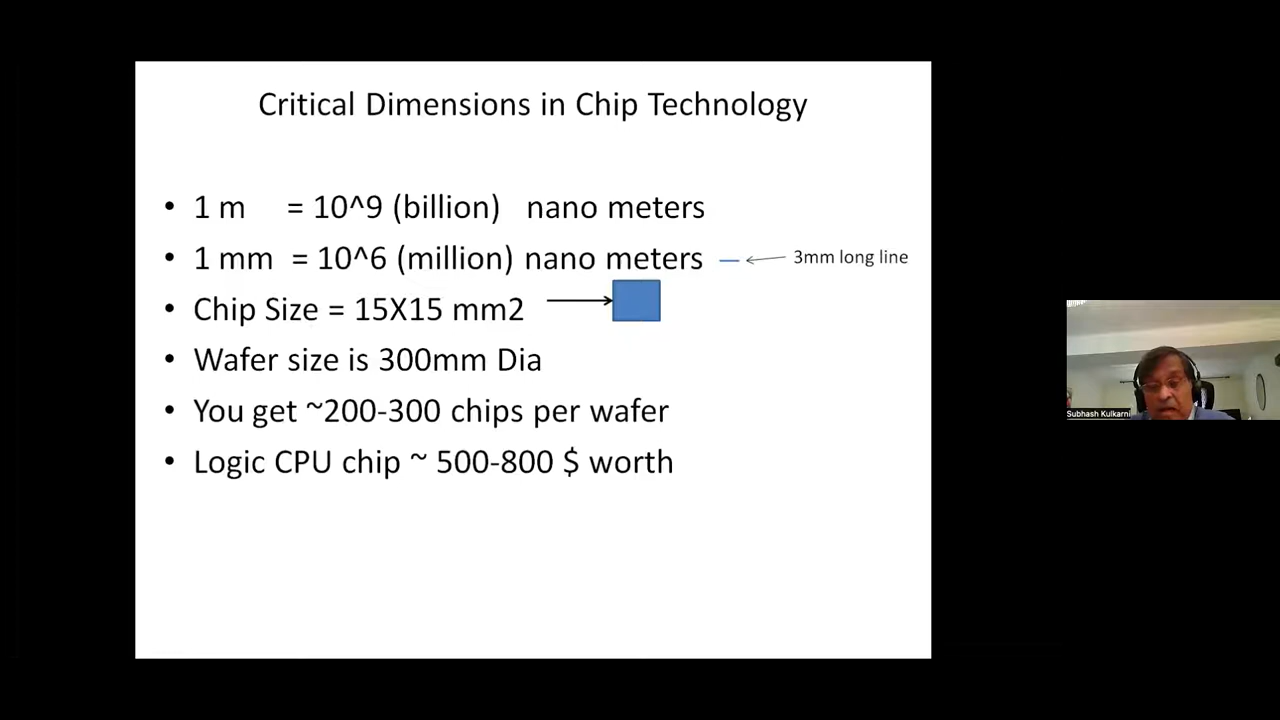 Critical Dimensions in Chip Technology
• 1 m = 10^9 (billion) nano meters
• 1 mm = 10^6 (million) nano meters
3mm long line
• Chip Size = 15X15 mm2
• Wafer size is 300mm Dia
• You get ~200-300 chips per wafer
• Logic CPU chip ~ 500-800 $ worth
Subhash Kulkarni